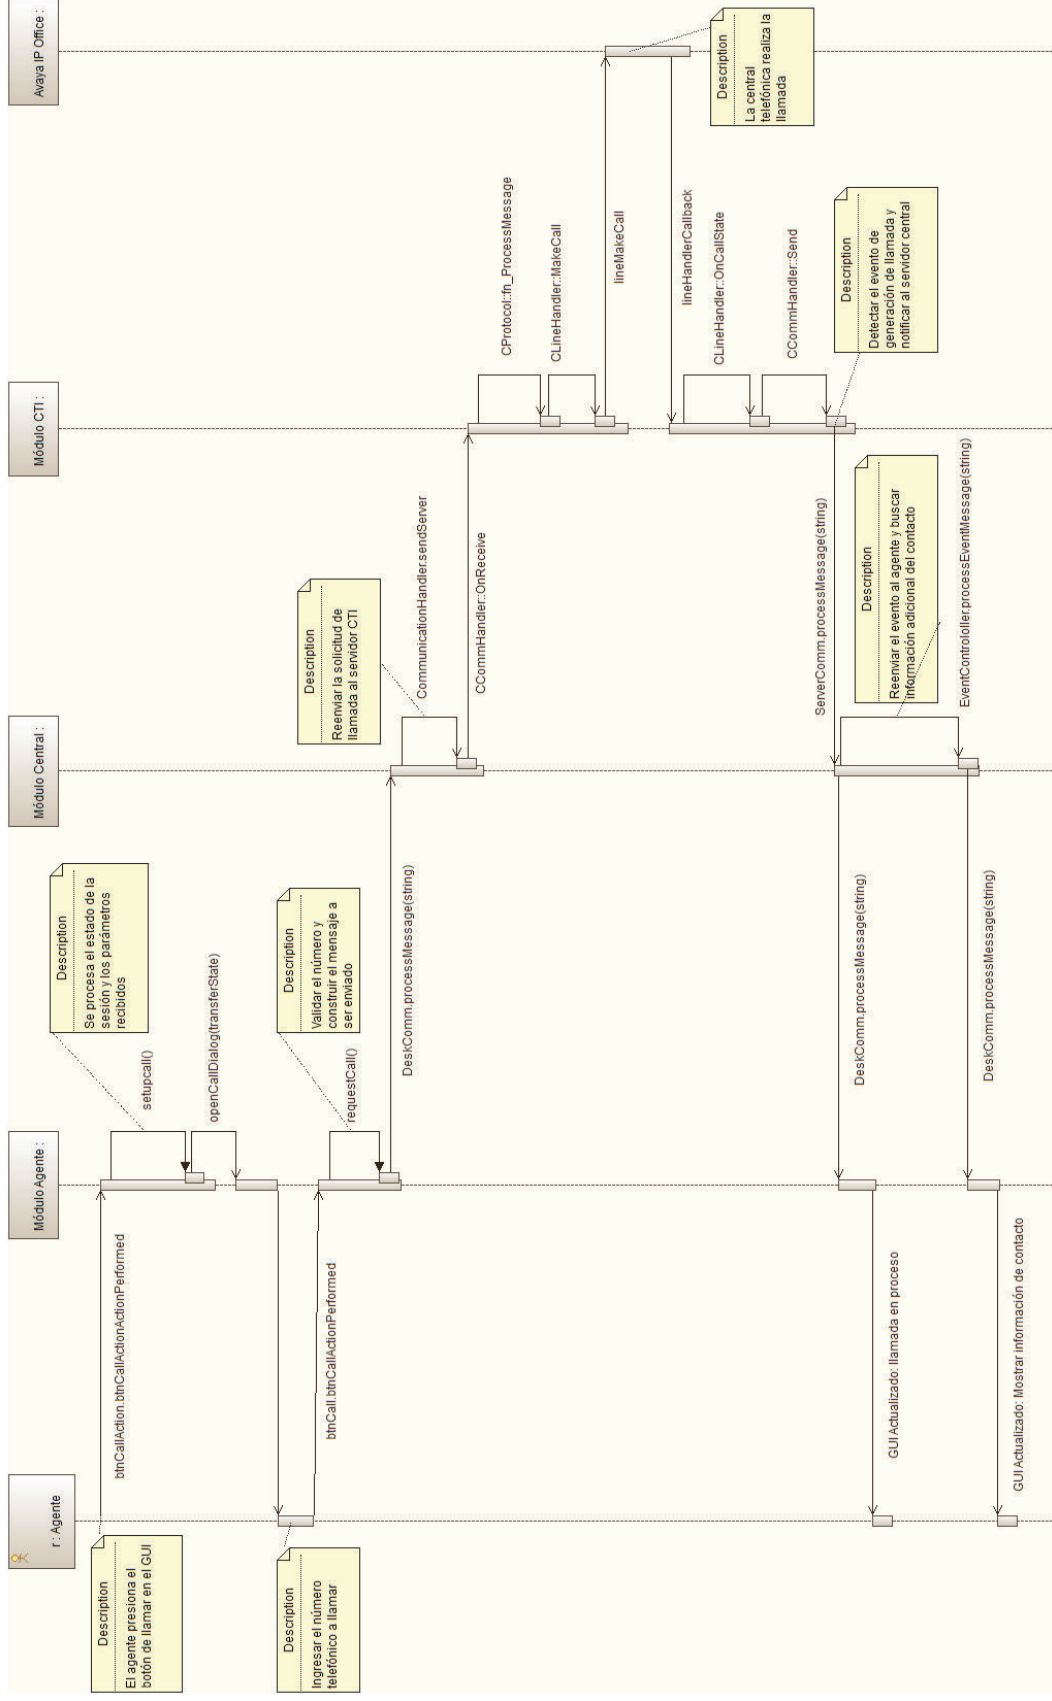 r : Agente
Módulo Agente :
Módulo Central :
Módulo CTI :
Avaya IP Office :
Description
El agente presiona el
botón de llamar en el GUI
btnCallAction.btnCallActionActionPerformed
setupcall()
Description
Se procesa el estado de la
sesión y los parámetros
recibidos
openCallDialog(transferState)
Description
Ingresar el número
telefónico a llamar
btnCall.btnCallActionPerformed
requestCall()
Description
Validar el número y
construir el mensaje a
ser enviado
DeskComm.processMessage(string)
Description
Reenviar la solicitud de
llamada al servidor CTI
CommunicationHandler.sendServer
CCommHandler::OnReceive
CProtocol::fn_ProcessMessage
CLineHandler::MakeCall
lineMakeCall
Description
La central
telefónica realiza la
llamada
lineHandlerCallback
CLineHandler::OnCallState
CCommHandler::Send
Description
Detectar el evento de
generación de llamada y
notificar al servidor central
ServerComm.processMessage(string)
Description
Reenviar el evento al agente y buscar
información adicional del contacto
EventControloller.processEventMessage(string)
DeskComm.processMessage(string)
GUI Actualizado: llamada en proceso
DeskComm.processMessage(string)
GUI Actualizado: Mostrar información de contacto